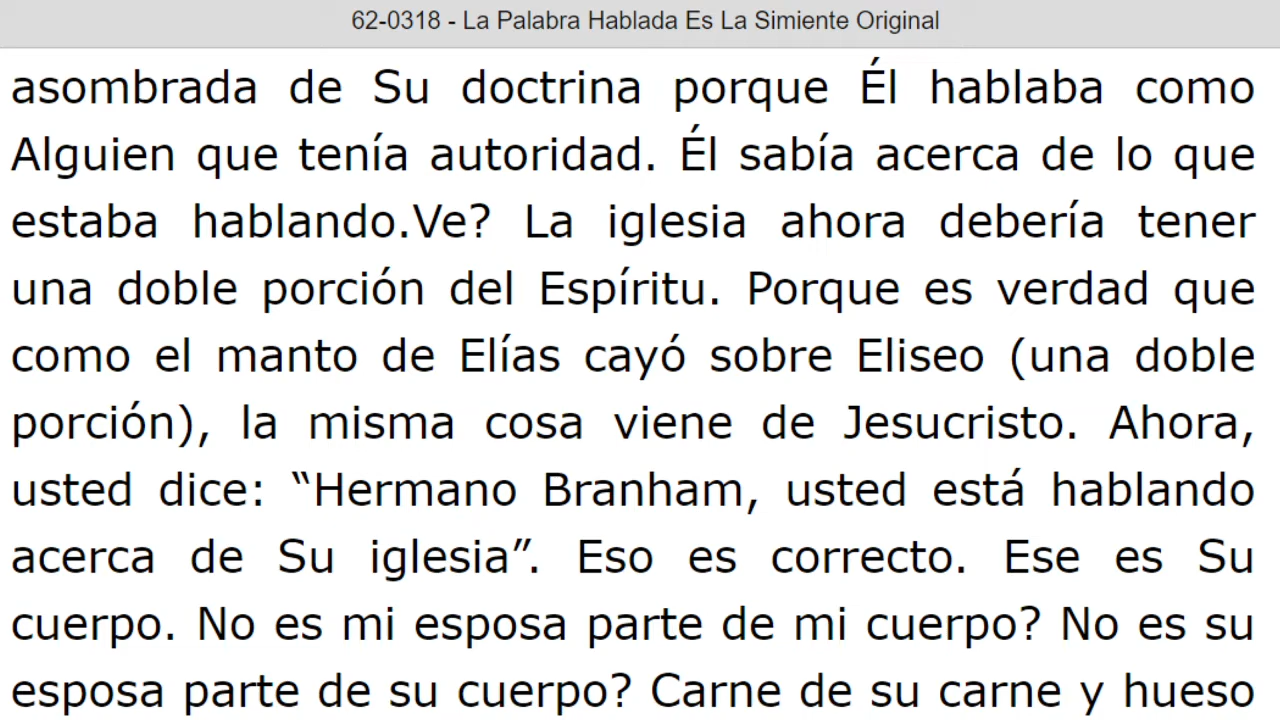 62-0318 - La Palabra Hablada Es La Simiente Original
asombrada de Su doctrina porque Él hablaba como
Alguien que tenía autoridad. Él sabía acerca de lo que
estaba hablando.Ve? La iglesia ahora debería tener
una doble porción del Espíritu. Porque es verdad que
como el manto de Elías cayó sobre Eliseo (una doble
porción), la misma cosa viene de Jesucristo. Ahora,
usted dice: “Hermano Branham, usted está hablando
acerca de Su iglesia”. Eso es correcto. Ese es Su
cuerpo. No es mi esposa parte de mi cuerpo? No es su
esposa parte de su cuerpo? Carne de su carne y hueso